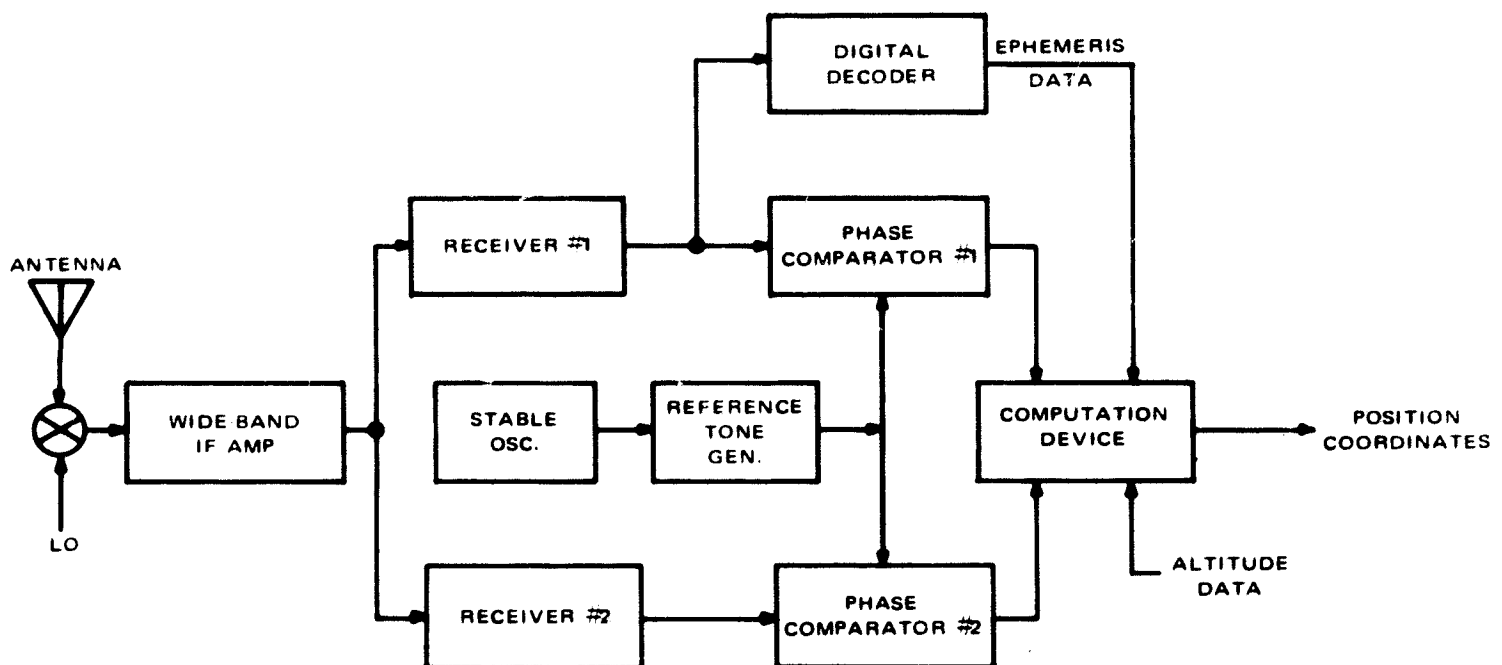 DIGITAL
DECODER
EPHEMERIS
DATA
RECEIVER #1
PHASE
COMPARATOR #1
ANTENNA
WIDE-BAND
IF AMP
STABLE
OSC.
REFERENCE
TONE
GEN.
COMPUTATION
DEVICE
POSITION
COORDINATES
LO
RECEIVER #2
PHASE
COMPARATOR #2
ALTITUDE
DATA